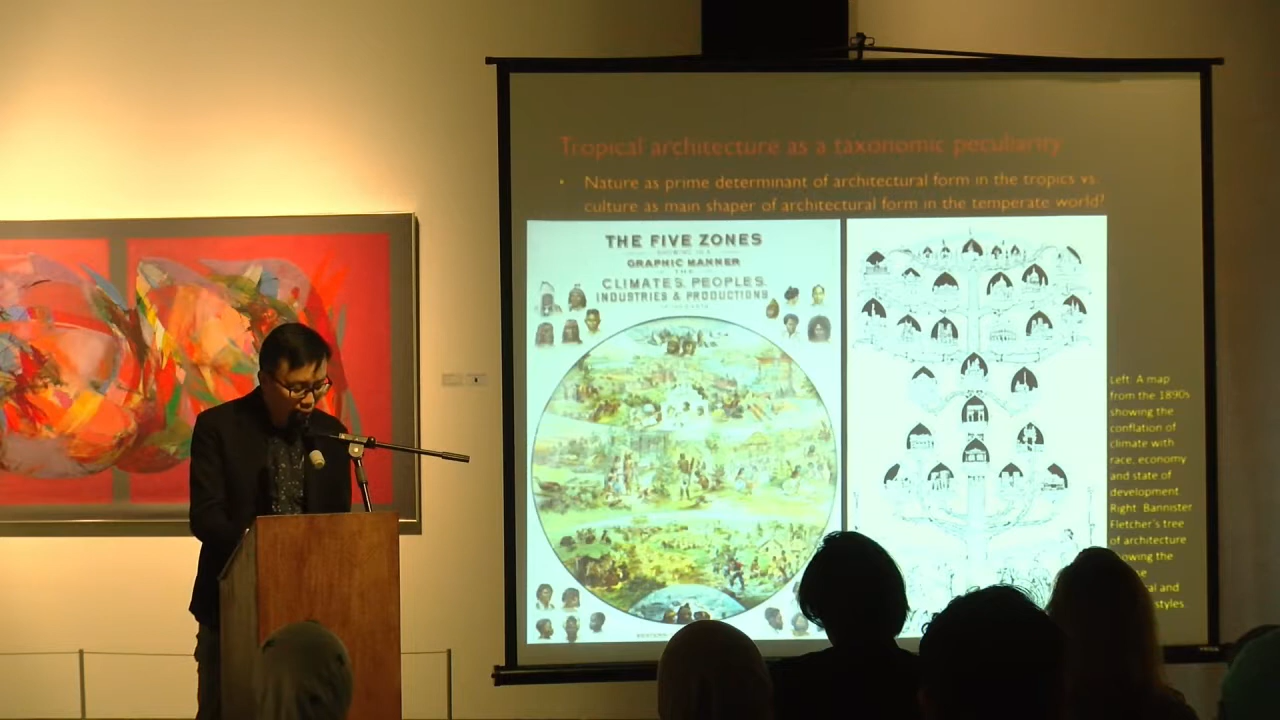 Tropical architecture as a taxonomic peculiarity
• Nature as prime determinant of architectural form in the tropics vs.
culture as main shaper of architectural form in the temperate world?
THE FIVE ZONES
SHOWING IN A
GRAPHIC MANNER
THE
CLIMATES, PEOPLES,
INDUSTRIES & PRODUCTIONS
Left: A map
from the 1890s
showing the
conflation of
climate with
race, economy
and state of
development.
Right: Bannister
Fletcher's tree
of architecture
the
and
styles.